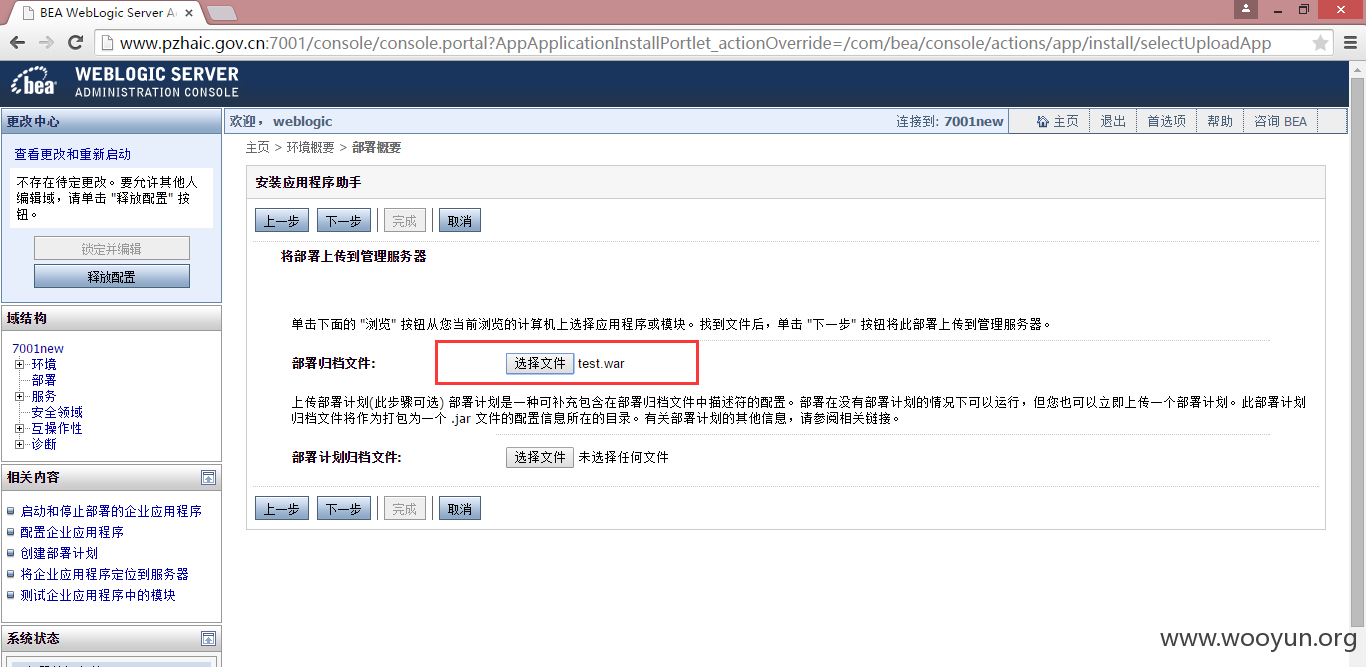 BEA WebLogic Server A
www.pzhaic.gov.cn:7001/console/console.portal?AppApplicationInstallPortlet_actionOverride=/com/bea/console/actions/app/install/selectUploadApp
bea
WEBLOGIC SERVER
ADMINISTRATION CONSOLE
更改中心
查看更改和重新启动
不存在待定更改。要允许其他人
编辑域，请单击 "释放配置" 按
钮。
锁定并编辑
释放配置
域结构
7001new
环境
部署
服务
安全领域
互操作性
诊断
相关内容
启动和停止部署的企业应用程序
配置企业应用程序
创建部署计划
将企业应用程序定位到服务器
测试企业应用程序中的模块
系统状态
欢迎， weblogic
连接到: 7001new
主页
退出
首选项
帮助
咨询 BEA
主页 > 环境概要 > 部署概要
安装应用程序助手
上一步 下一步 完成 取消
将部署上传到管理服务器
单击下面的 "浏览" 按钮从您当前浏览的计算机上选择应用程序或模块。找到文件后，单击 "下一步" 按钮将此部署上传到管理服务器。
部署归档文件: 选择文件 test.war
上传部署计划(此步骤可选) 部署计划是一种可补充包含在部署归档文件中描述符的配置。部署在没有部署计划的情况下可以运行，但您也可以立即上传一个部署计划。此部署计划
归档文件将作为打包为一个 .jar 文件的配置信息所在的目录。有关部署计划的其他信息，请参阅相关链接。
部署计划归档文件: 选择文件 未选择任何文件
上一步 下一步 完成 取消
www.wooyun.org